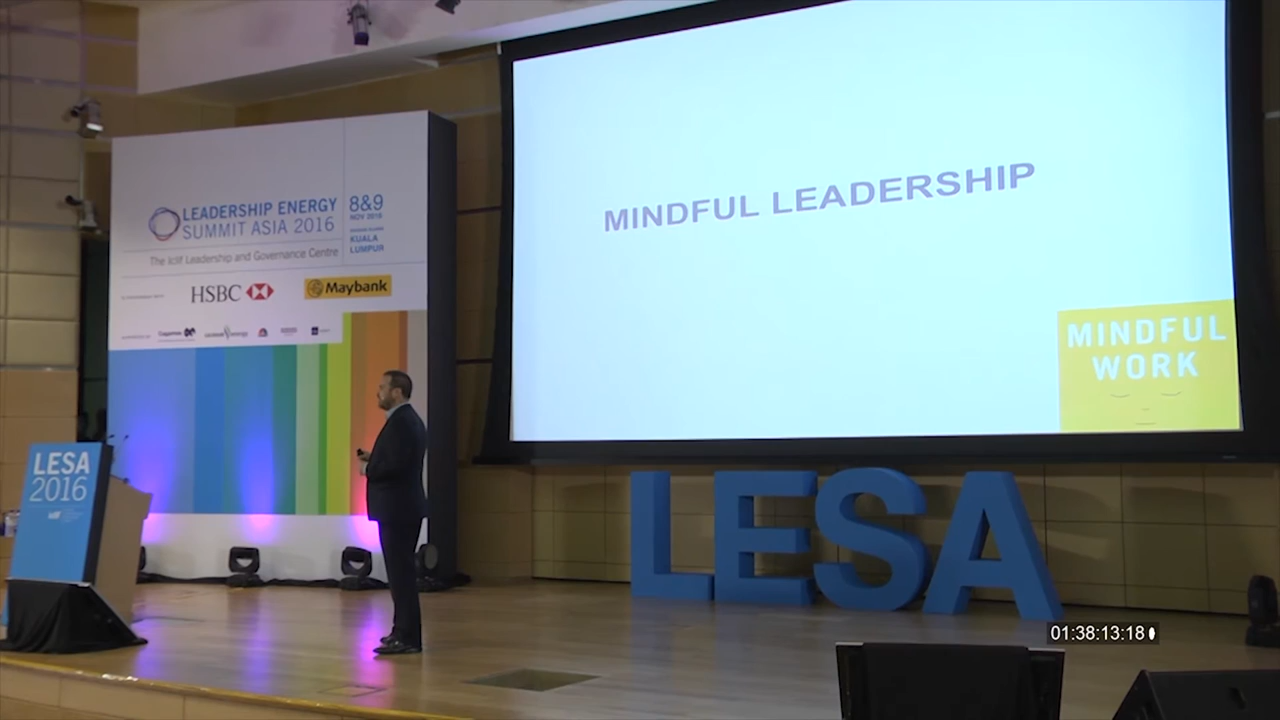 MINDFUL LEADERSHIP
MINDFUL
WORK
LEADERSHIP ENERGY
SUMMIT ASIA 2016
8&9
NOV 2016
KUALA
LUMPUR
The Iclif Leadership and Governance Centre
HSBC
Maybank
LESA
2016
LESA
01:38:13:18